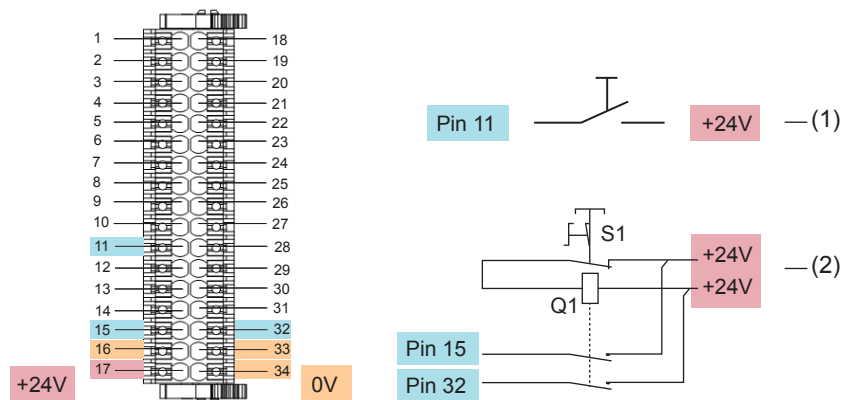 1 18
2 19
3 20
4 21
5 22
6 23
7 24
8 25
9 26
10 27
11 28
12 29
13 30
14 31
15 32
16 33
17 34
+24V 0V
Pin 11 +24V (1)
S1
+24V
(2)
+24V
Q1
Pin 15
Pin 32